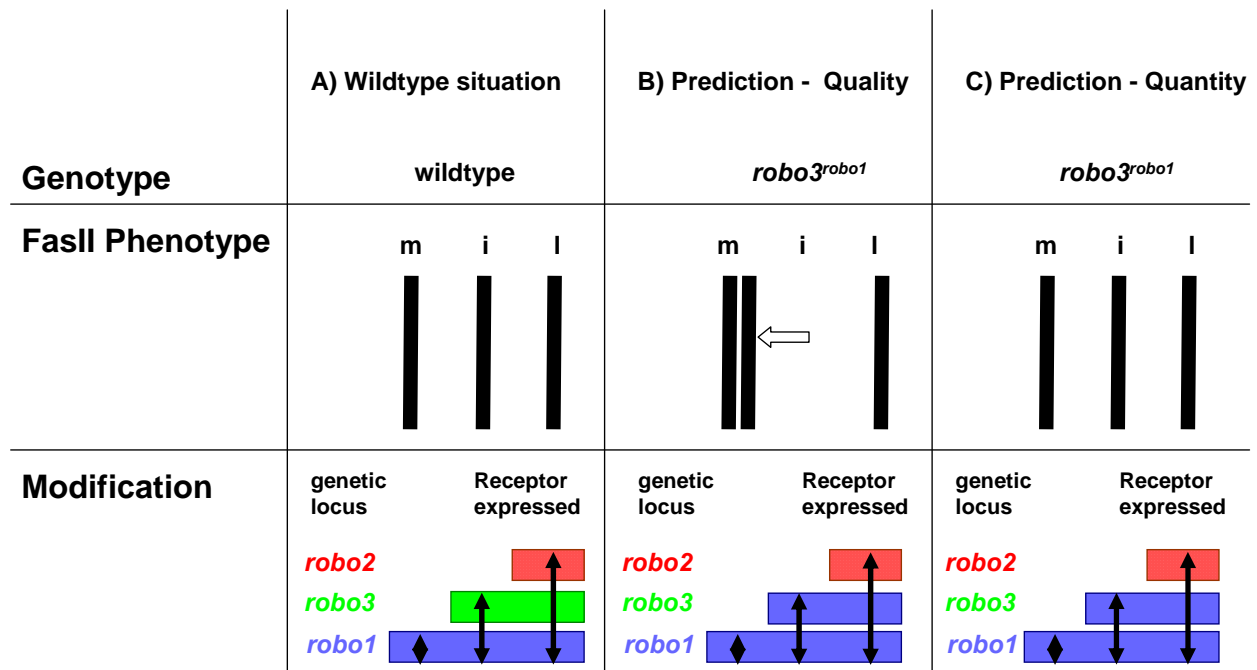 A) Wildtype situation
B) Prediction - Quality
C) Prediction - Quantity
Genotype
wildtype
robo3robo1
robo3robo1
FasII Phenotype
m i l
m i l
m i l
Modification
genetic locus
Receptor expressed
genetic locus
Receptor expressed
genetic locus
Receptor expressed
robo2
robo3
robo1
robo2
robo3
robo1
robo2
robo3
robo1